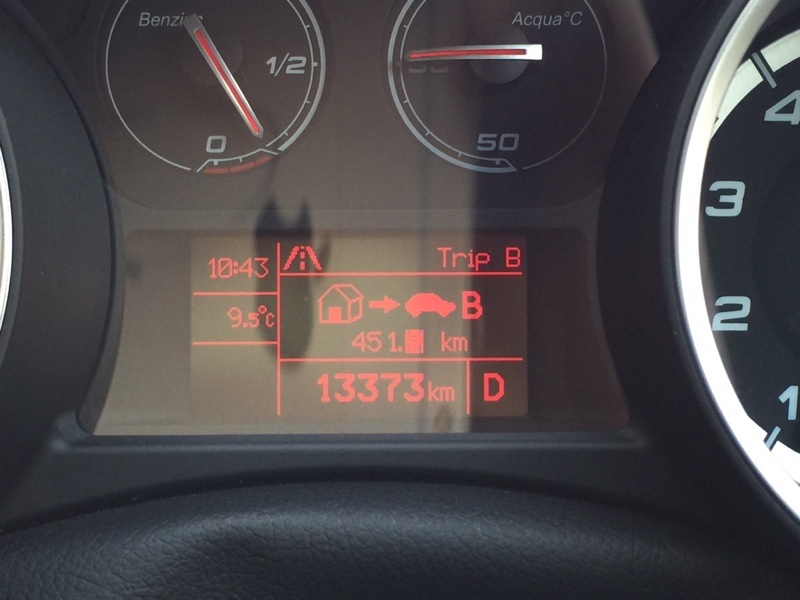 Benzina
Acqua°C
1/2
0
50
4
3
2
1
10:43
Trip B
9.5°C
B
km
13373km
D